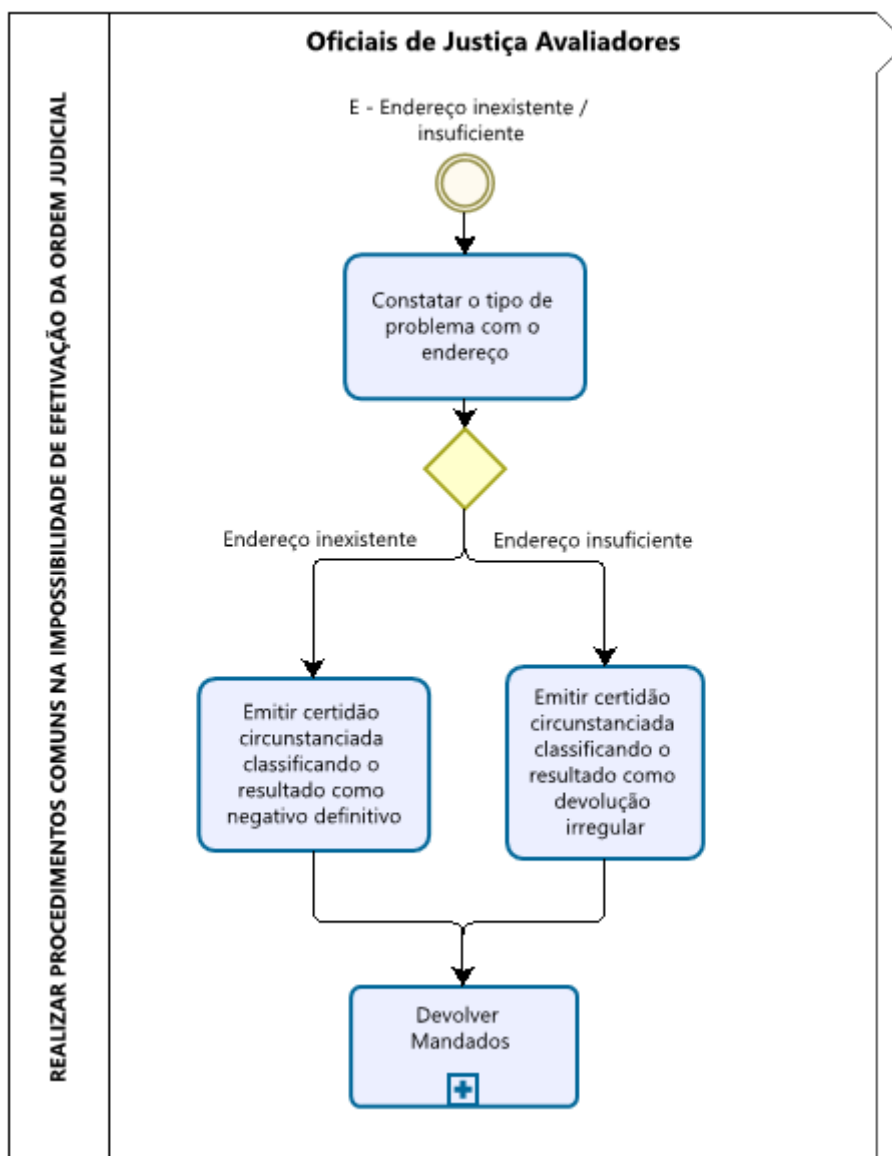 Oficiais de Justiça Avaliadores
REALIZAR PROCEDIMENTOS COMUNS NA IMPOSSIBILIDADE DE EFETIVAÇÃO DA ORDEM JUDICIAL
E - Endereço inexistente /
insuficiente
Constatar o tipo de
problema com o
endereço
Endereço inexistente
Endereço insuficiente
Emitir certidão
circunstanciada
classificando o
resultado como
negativo definitivo
Emitir certidão
circunstanciada
classificando o
resultado como
devolução
irregular
Devolver
Mandados